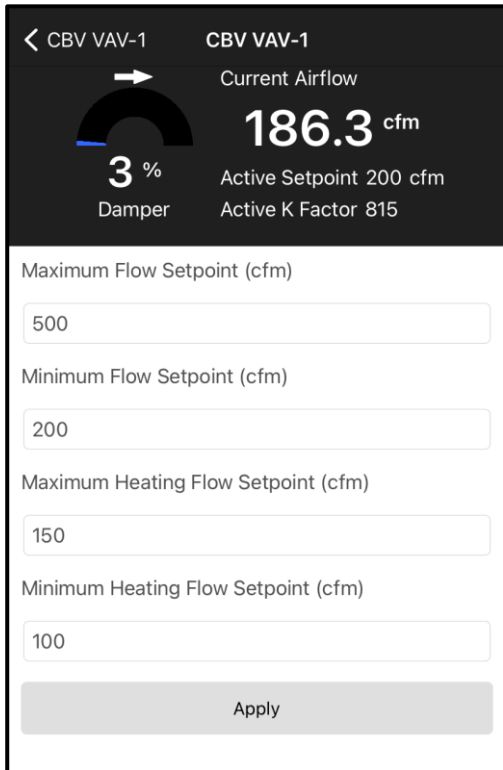 CBV VAV-1
CBV VAV-1
Current Airflow
186.3 cfm
3 %
Damper
Active Setpoint 200 cfm
Active K Factor 815
Maximum Flow Setpoint (cfm)
500
Minimum Flow Setpoint (cfm)
200
Maximum Heating Flow Setpoint (cfm)
150
Minimum Heating Flow Setpoint (cfm)
100
Apply